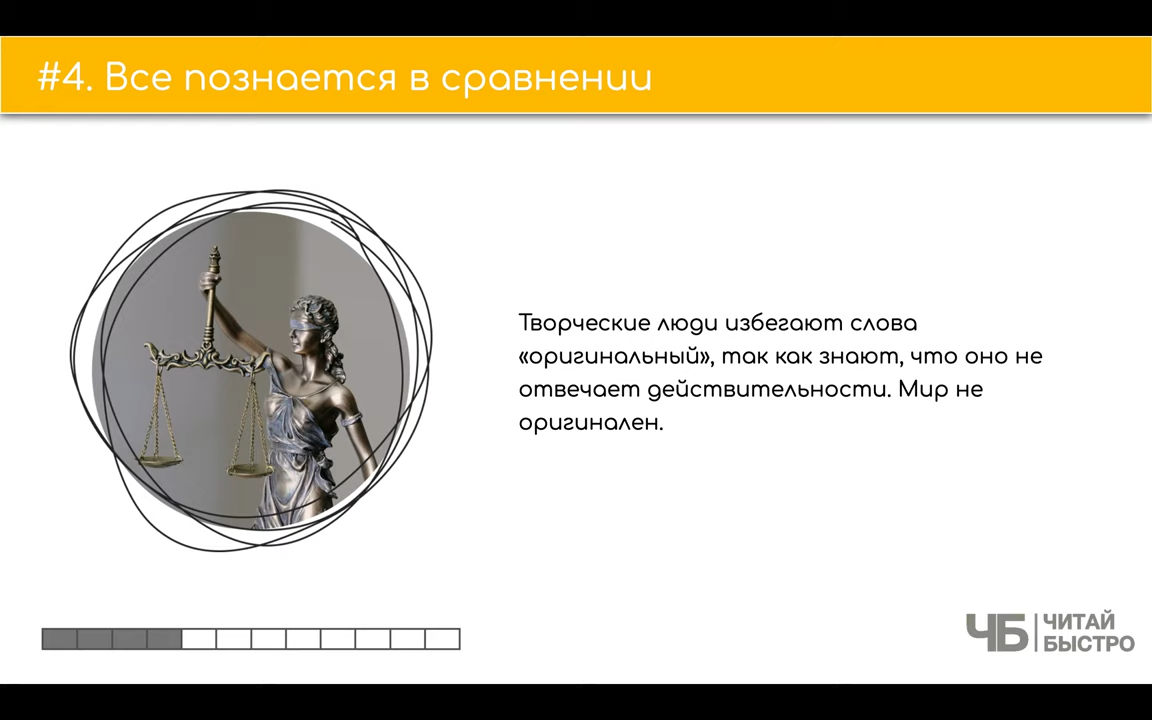 #4. Все познается в сравнении
Творческие люди избегают слова
«оригинальный», так как знают, что оно не
отвечает действительности. Мир не
оригинален.
ЧБ
ЧИТАЙ
БЫСТРО